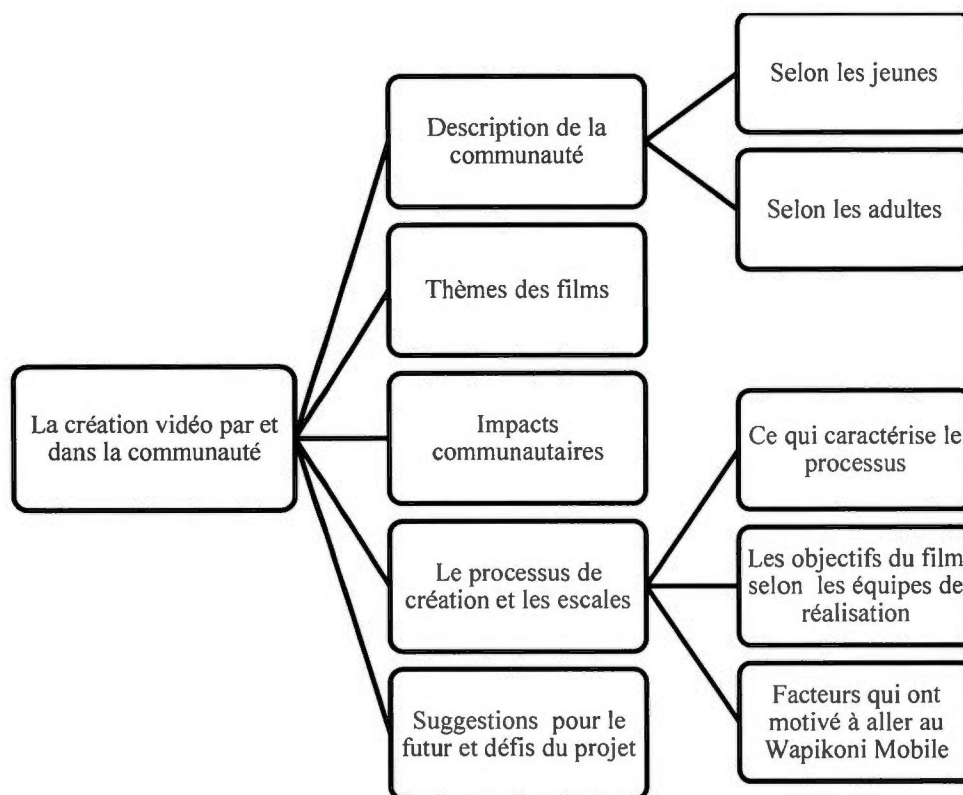 La création vidéo par et
dans la communauté
Description de la
communauté
Selon les jeunes
Selon les adultes
Thèmes des films
Impacts
communautaires
Le processus de
création et les escales
Ce qui caractérise le
processus
Les objectifs du film
selon les équipes de
réalisation
Facteurs qui ont
motivé à aller au
Wapikoni Mobile
Suggestions pour le
futur et défis du projet